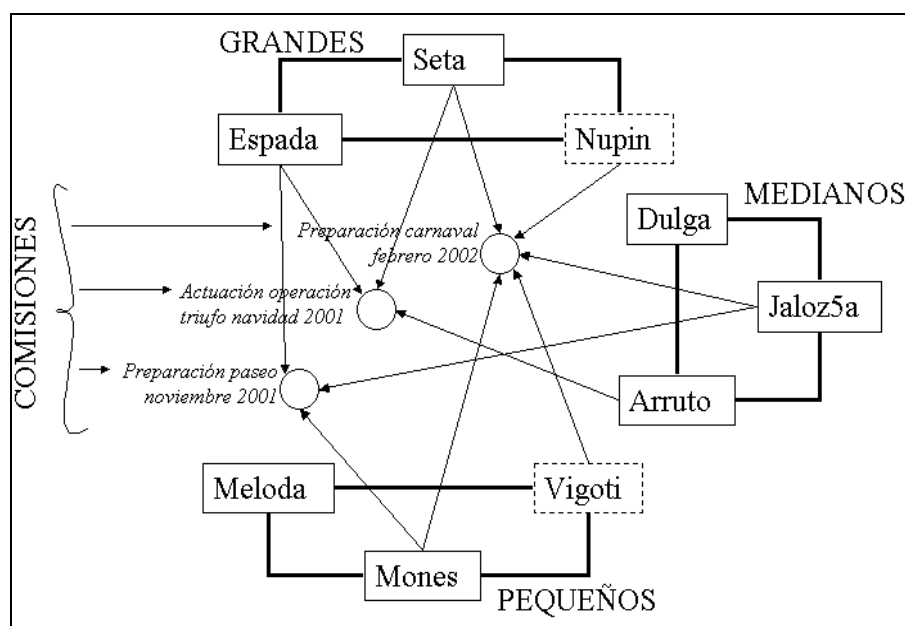 GRANDES
Seta
Espada
Nupin
MEDIANOS
Dulga
Jaloz5a
Arruto
COMISIONES
Preparación carnaval
febrero 2002
Actuación operación
triufo navidad 2001
Preparación paseo
noviembre 2001
Meloda
Vigoti
Mones
PEQUEÑOS